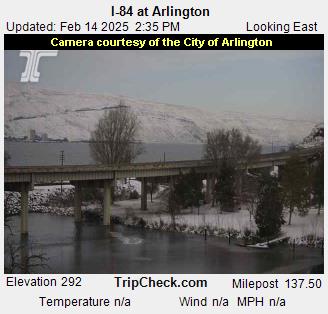 I-84 at Arlington
Updated: Feb 14 2025 2:35 PM Looking East
Camera courtesy of the City of Arlington
Elevation 292 TripCheck.com Milepost 137.50
Temperature n/a Wind n/a MPH n/a